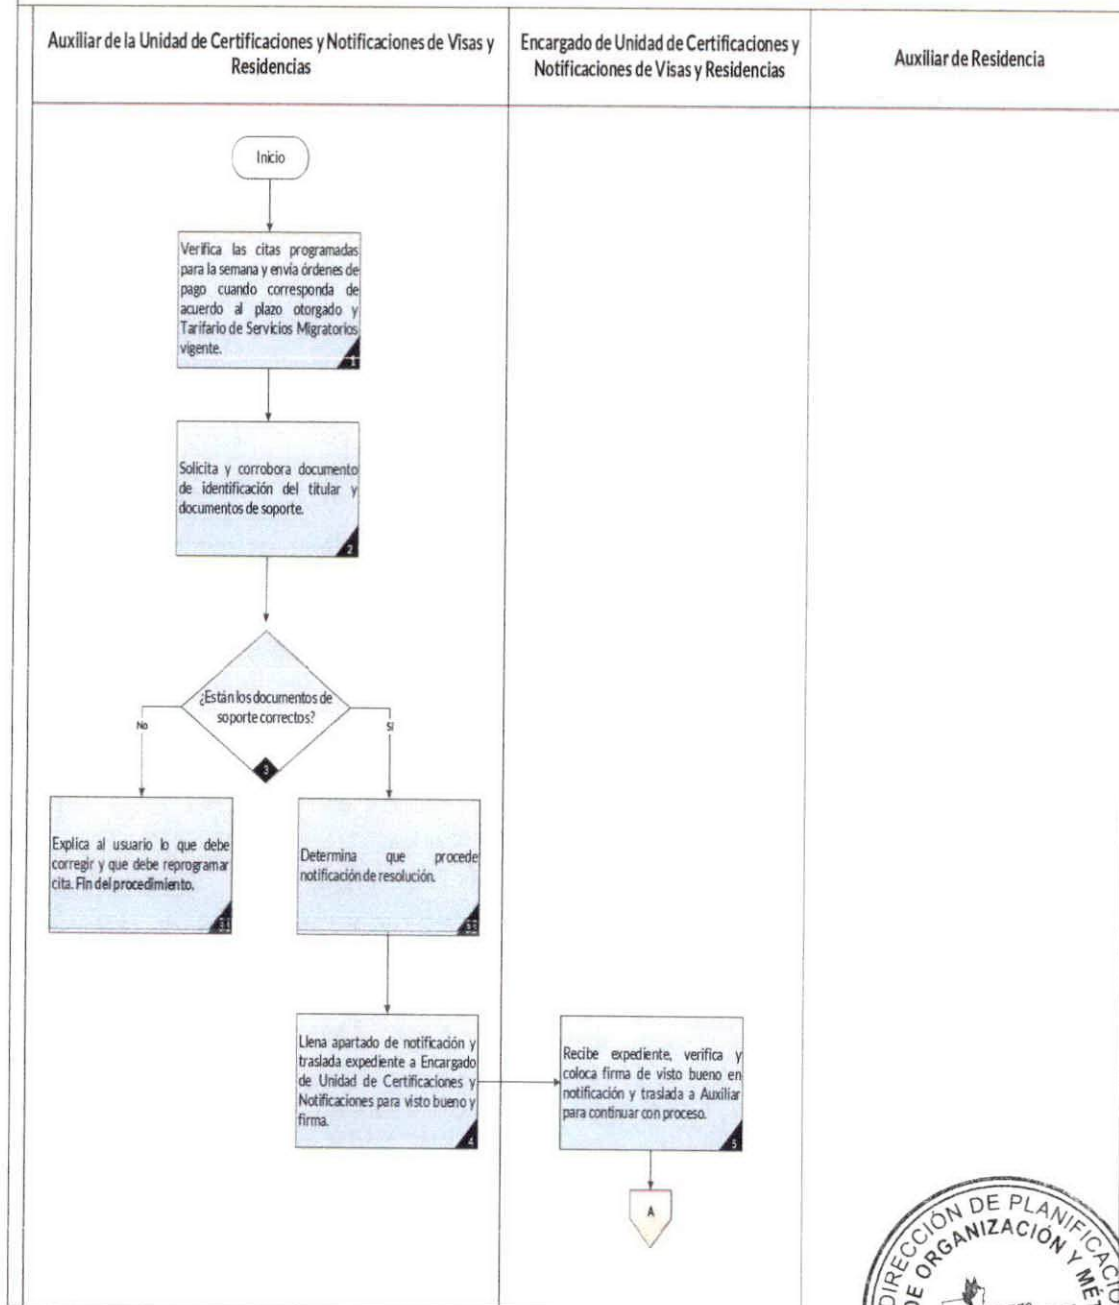 Auxiliar de la Unidad de Certificaciones y Notificaciones de Visas y
Residencias
Encargado de Unidad de Certificaciones y
Notificaciones de Visas y Residencias
Auxiliar de Residencia
Inicio
Verifica las citas programadas
para la semana y envía órdenes de
pago cuando corresponda de
acuerdo al plazo otorgado y
Tarifario de Servicios Migratorios
vigente.
1
Solicita y corrobora documento
de identificación del titular y
documentos de soporte.
2
¿Están los documentos de
soporte correctos?
No
Sí
3
Explica al usuario lo que debe
corregir y que debe reprogramar
cita. Fin del procedimiento.
3.1
Determina que procede
notificación de resolución.
Llena apartado de notificación y
traslada expediente a Encargado
de Unidad de Certificaciones y
Notificaciones para visto bueno y
firma.
4
Recibe expediente, verifica y
coloca firma de visto bueno en
notificación y traslada a Auxiliar
para continuar con proceso.
5
A
DIRECCIÓN DE PLANIFICACIÓ
DE ORGANIZACIÓN Y MÉT